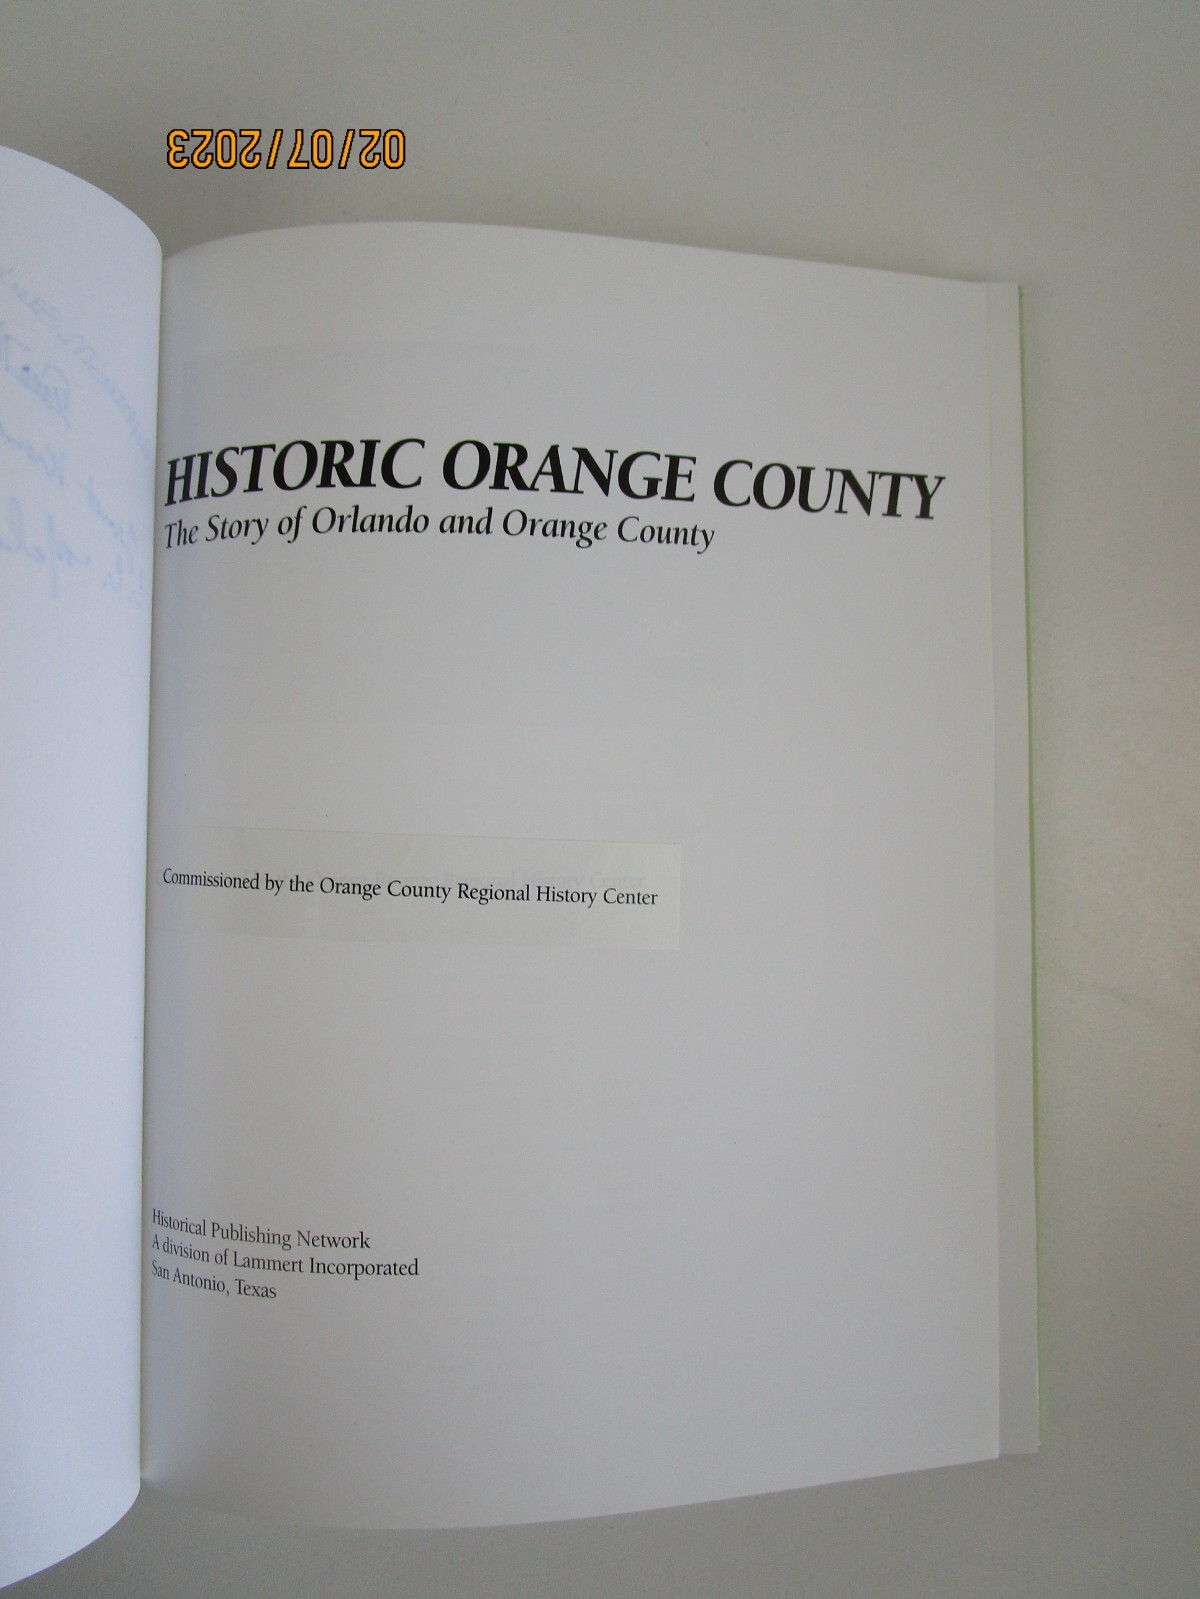 02/07/2023
HISTORIC ORANGE COUNTY
The Story of Orlando and Orange County
Commissioned by the Orange County Regional History Center
Historical Publishing Network
A division of Lammert Incorporated
San Antonio, Texas